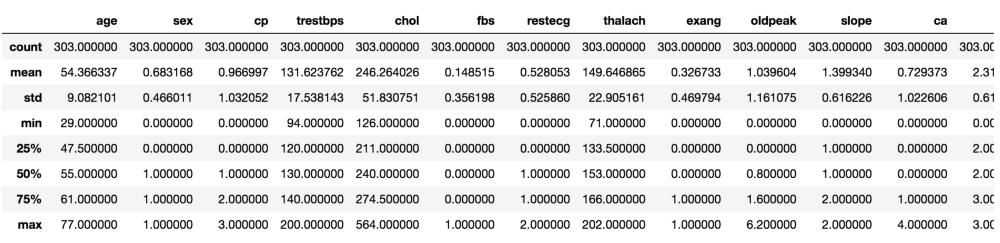 age sex cp trestbps chol fbs restecg thalach exang oldpeak slope ca
count 303.000000 303.000000 303.000000 303.000000 303.000000 303.000000 303.000000 303.000000 303.000000 303.000000 303.000000 303.000000 303.0
mean 54.366337 0.683168 0.966997 131.623762 246.264026 0.148515 0.528053 149.646865 0.326733 1.039604 1.399340 0.729373 2.31
std 9.082101 0.466011 1.032052 17.538143 51.830751 0.356198 0.525860 22.905161 0.469794 1.161075 0.616226 1.022606 0.61
min 29.000000 0.000000 0.000000 94.000000 126.000000 0.000000 0.000000 71.000000 0.000000 0.000000 0.000000 0.000000 0.00
25% 47.500000 0.000000 0.000000 120.000000 211.000000 0.000000 0.000000 133.500000 0.000000 0.000000 1.000000 0.000000 2.00
50% 55.000000 1.000000 1.000000 130.000000 240.000000 0.000000 1.000000 153.000000 0.000000 0.800000 1.000000 0.000000 2.00
75% 61.000000 1.000000 2.000000 140.000000 274.500000 0.000000 1.000000 166.000000 1.000000 1.600000 2.000000 1.000000 3.00
max 77.000000 1.000000 3.000000 200.000000 564.000000 1.000000 2.000000 202.000000 1.000000 6.200000 2.000000 4.000000 3.00